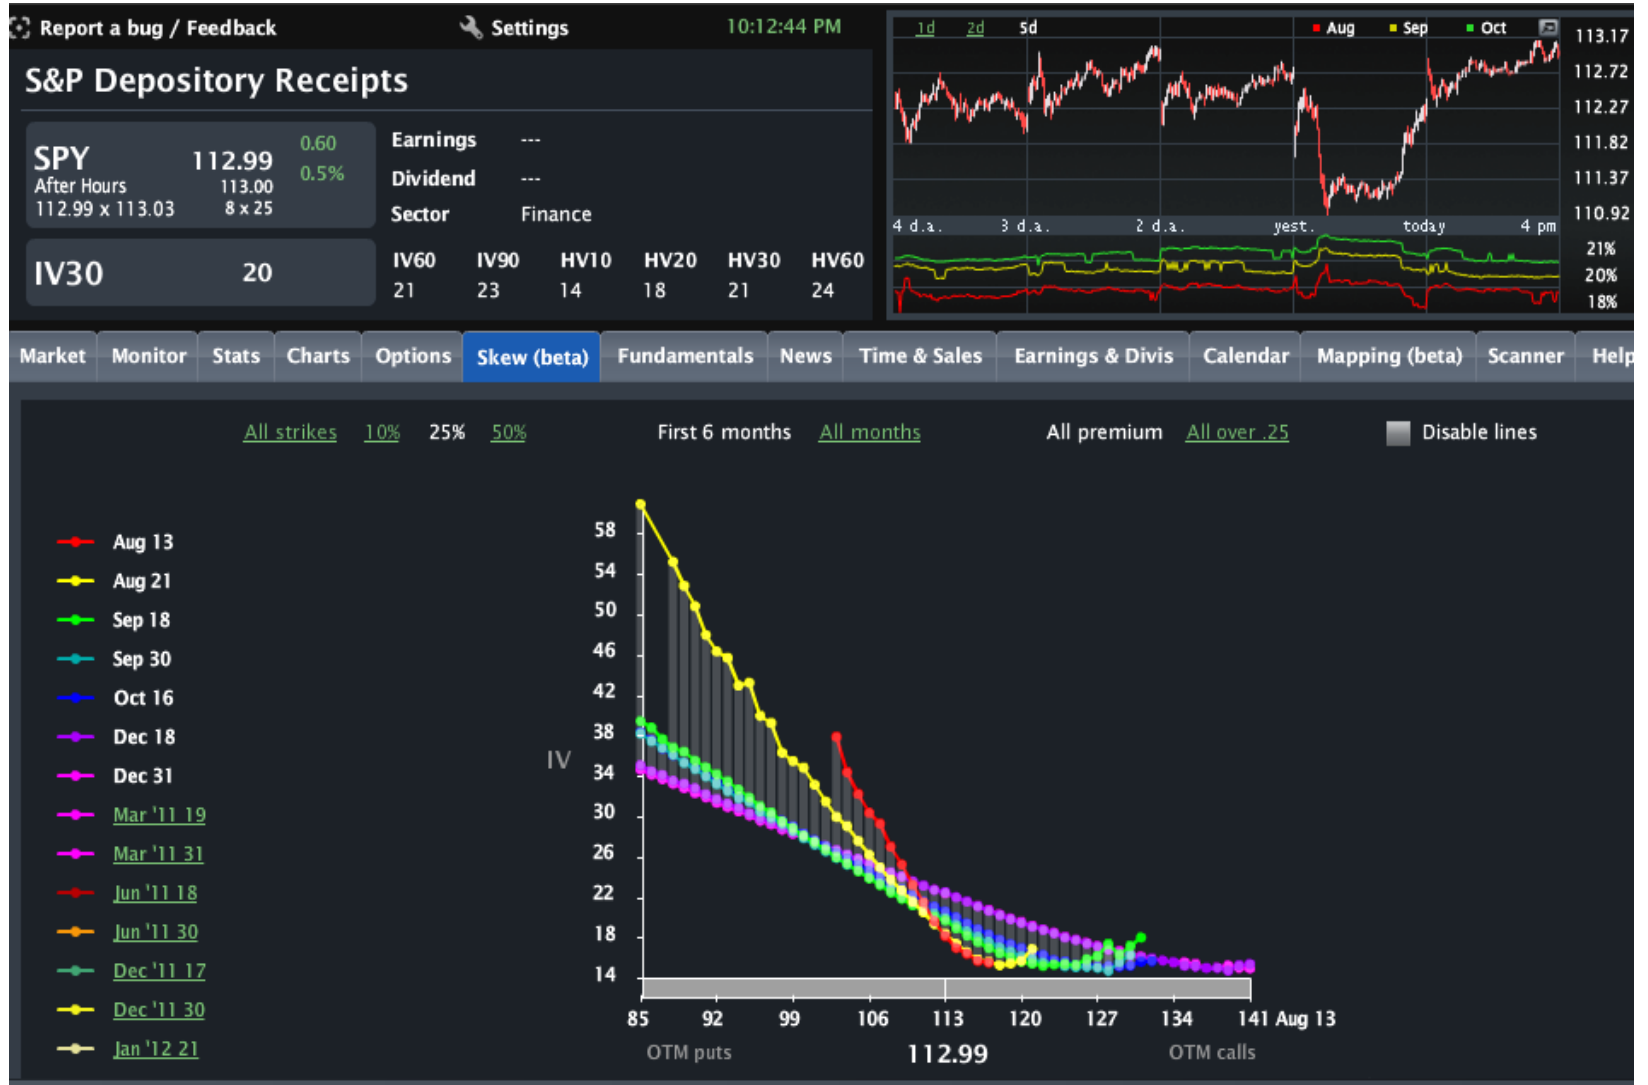 Report a bug / Feedback
Settings
10:12:44 PM
S&P Depository Receipts
SPY
112.99
0.60
0.5%
After Hours
113.00
112.99 x 113.03
8 x 25
IV30
20
Earnings ---
Dividend ---
Sector Finance
IV60 IV90 HV10 HV20 HV30 HV60
21 23 14 18 21 24
1d 2d 5d
Aug Sep Oct
113.17
112.72
112.27
111.82
111.37
110.92
4 d.a. 3 d.a. 2 d.a. yest. today 4 pm
21%
20%
18%
Market Monitor Stats Charts Options Skew (beta) Fundamentals News Time & Sales Earnings & Divis Calendar Mapping (beta) Scanner Help
All strikes 10% 25% 50% First 6 months All months All premium All over .25 Disable lines
Aug 13
Aug 21
Sep 18
Sep 30
Oct 16
Dec 18
Dec 31
Mar '11 19
Mar '11 31
Jun '11 18
Jun '11 30
Dec '11 17
Dec '11 30
Jan '12 21
IV
58
54
50
46
42
38
34
30
26
22
18
14
85 92 99 106 113 120 127 134 141 Aug 13
OTM puts 112.99 OTM calls